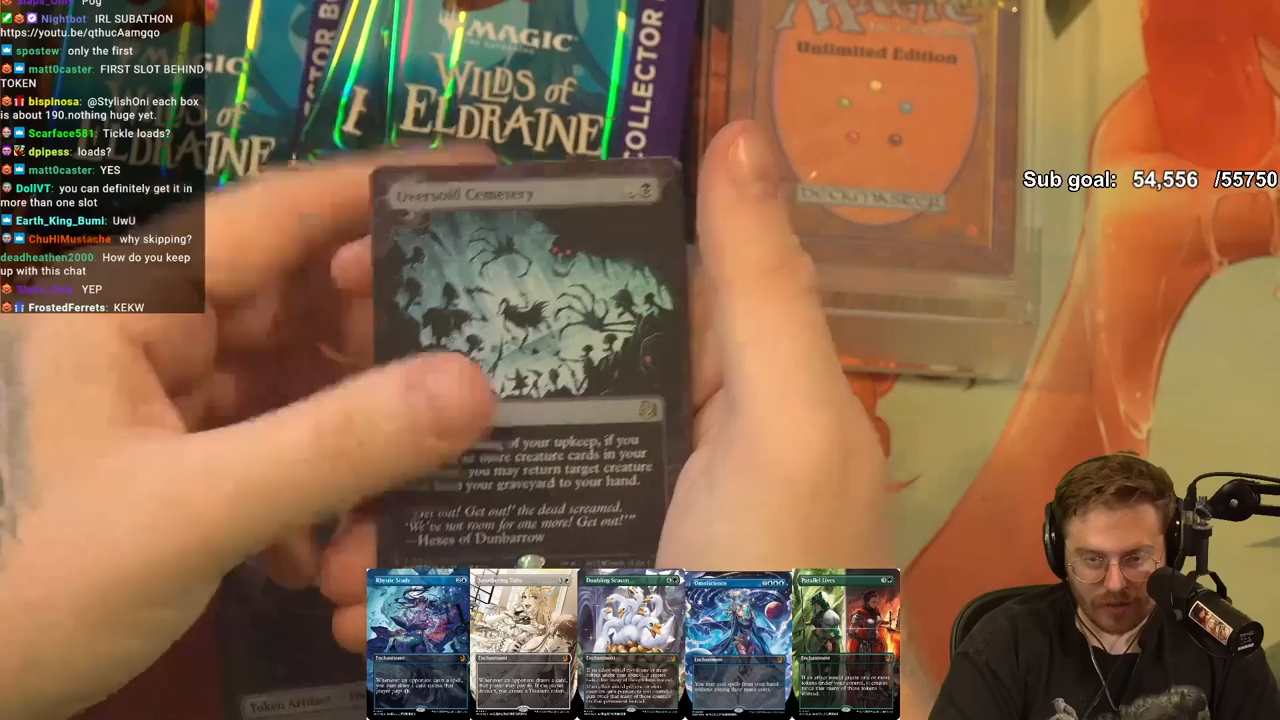 Pog
Nightbot IRL SUBATHON
https://youtu.be/qthucAamgqo
spostew: only the first
matt0caster: FIRST SLOT BEHIND
TOKEN
bispinosa: @StylishOni each box
is about 190.nothing huge yet.
Scarface581: Tickle loads?
dpipess: loads?
matt0caster: YES
DollVT: you can definitely get it in
more than one slot
Earth_King_Bumi: UwU
ChuHiMustache why skipping?
deadheathen2000: How do you keep
up with this chat
YEP
FrostedFerrets: KEKW
MAGIC
WILDS OF
ELDRAINE
COLLECTOR
Magic
Unlimited Edition
DECKMASTER
Sub goal: 54,556 /55750
Oversold Cemetery
of your upkeep, if you
more creature cards in your
you may return target creature
your graveyard to your hand.
out! Get out!' the dead screamed.
'We've not room for one more! Get out!'"
—Hexes of Dunbarrow
Rhystic Study
Smothering Tithe
Doubling Season
Omniscience
Parallel Lives
Enchantment
Enchantment
Enchantment
Enchantment
Enchantment
Token Artifact